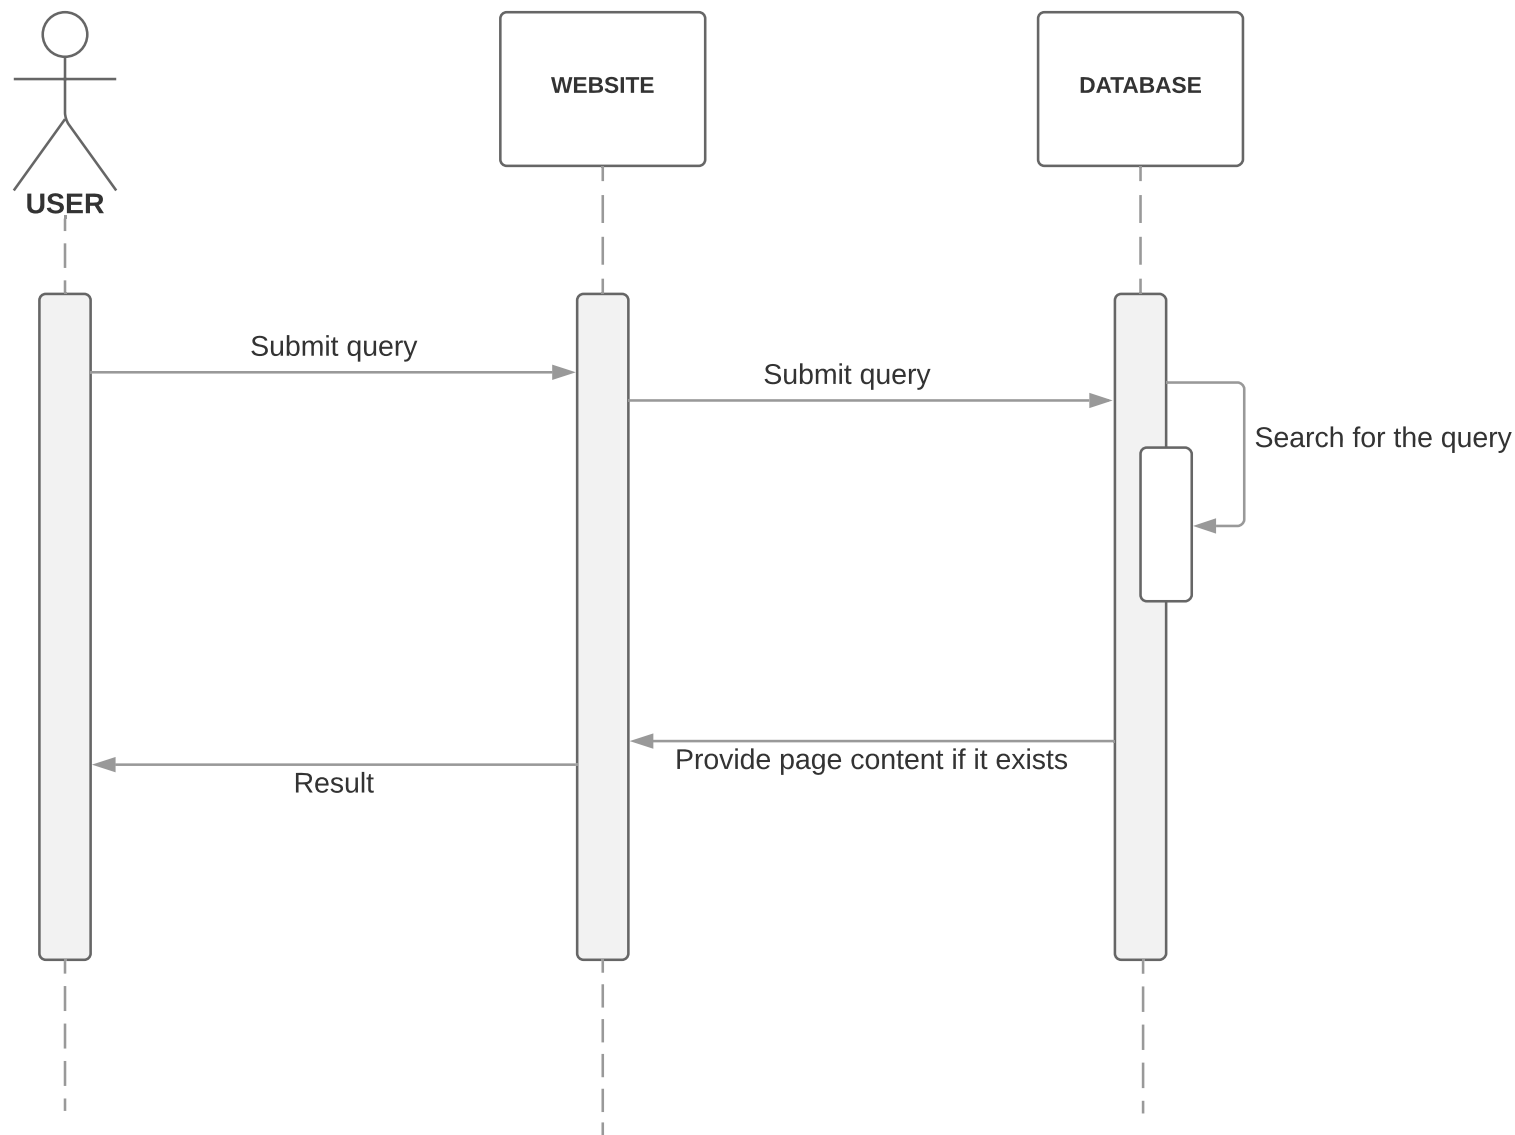 WEBSITE
DATABASE
USER
Submit query
Submit query
Search for the query
Provide page content if it exists
Result